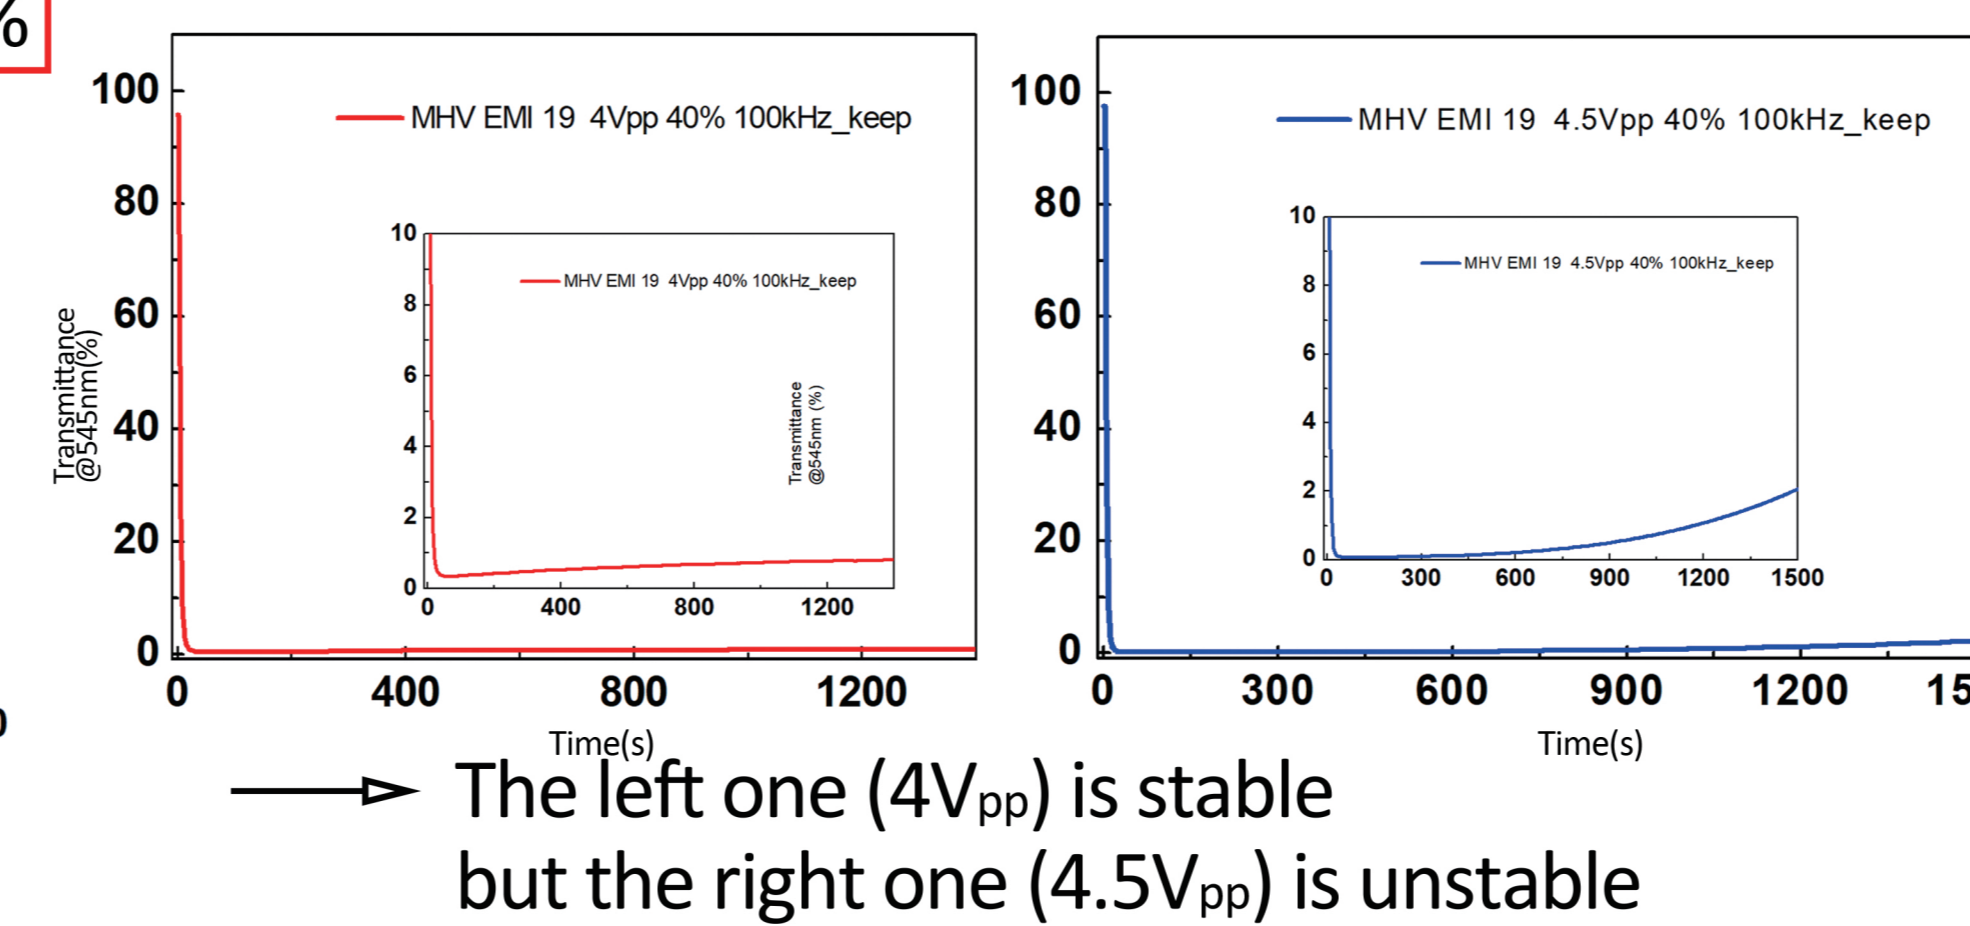 %
100
80
60
40
20
0
Transmittance
@545nm(%)
MHV EMI 19 4Vpp 40% 100kHz_keep
10
8
6
4
2
0
MHV EMI 19 4Vpp 40% 100kHz_keep
Transmittance
@545nm (%)
0 400 800 1200
0 400 800 1200
Time(s)
100
80
60
40
20
0
MHV EMI 19 4.5Vpp 40% 100kHz_keep
10
8
6
4
2
0
MHV EMI 19 4.5Vpp 40% 100kHz_keep
0 300 600 900 1200 1500
0 300 600 900 1200 15
Time(s)
The left one (4Vpp) is stable
but the right one (4.5Vpp) is unstable